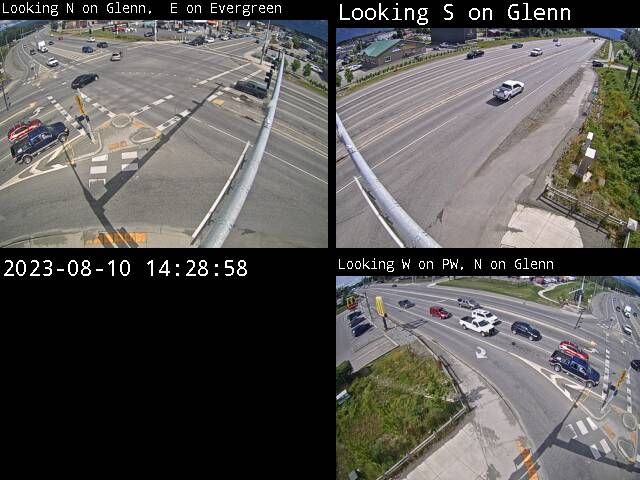 Looking N on Glenn,  E on Evergreen
Looking S on Glenn
2023-08-10 14:28:58
Looking W on PW, N on Glenn